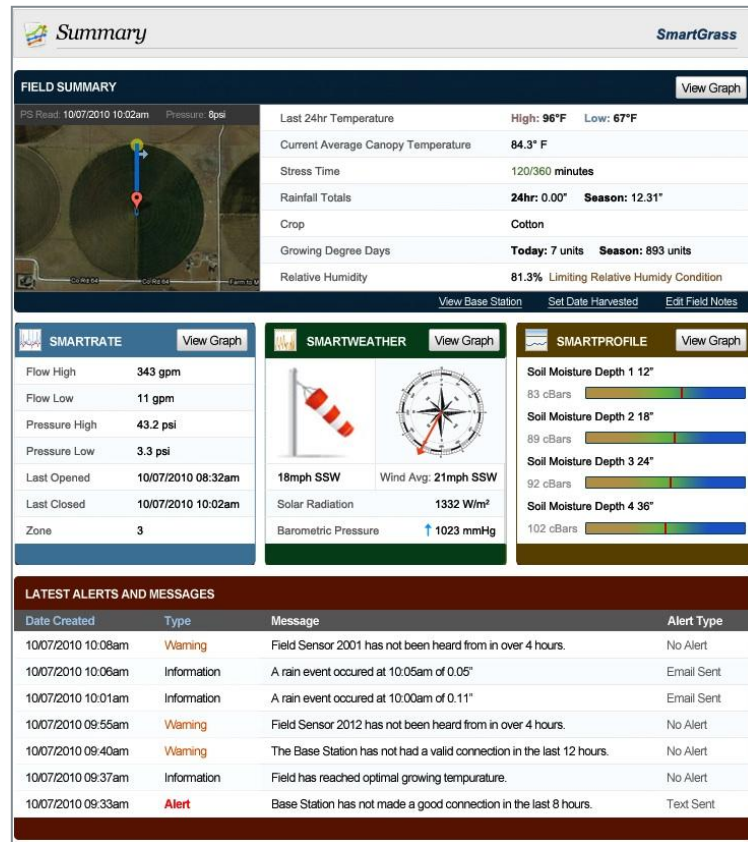 Summary
SmartGrass
FIELD SUMMARY
View Graph
PS Read: 10/07/2010 10:02am Pressure: 8psi
Co Rd 64
Co Rd 64
Farm to M
Last 24hr Temperature High: 96°F Low: 67°F
Current Average Canopy Temperature 84.3° F
Stress Time 120/360 minutes
Rainfall Totals 24hr: 0.00" Season: 12.31"
Crop Cotton
Growing Degree Days Today: 7 units Season: 893 units
Relative Humidity 81.3% Limiting Relative Humidy Condition
View Base Station Set Date Harvested Edit Field Notes
SMARTRATE View Graph
Flow High 343 gpm
Flow Low 11 gpm
Pressure High 43.2 psi
Pressure Low 3.3 psi
Last Opened 10/07/2010 08:32am
Last Closed 10/07/2010 10:02am
Zone 3
SMARTWEATHER View Graph
18mph SSW Wind Avg: 21mph SSW
Solar Radiation 1332 W/m²
Barometric Pressure ↑ 1023 mmHg
SMARTPROFILE View Graph
Soil Moisture Depth 1 12"
83 cBars
Soil Moisture Depth 2 18"
89 cBars
Soil Moisture Depth 3 24"
92 cBars
Soil Moisture Depth 4 36"
102 cBars
LATEST ALERTS AND MESSAGES
Date Created Type Message Alert Type
10/07/2010 10:08am Warning Field Sensor 2001 has not been heard from in over 4 hours. No Alert
10/07/2010 10:06am Information A rain event occured at 10:05am of 0.05" Email Sent
10/07/2010 10:01am Information A rain event occured at 10:00am of 0.11" Email Sent
10/07/2010 09:55am Warning Field Sensor 2012 has not been heard from in over 4 hours. No Alert
10/07/2010 09:40am Warning The Base Station has not had a valid connection in the last 12 hours. No Alert
10/07/2010 09:37am Information Field has reached optimal growing tempurature. No Alert
10/07/2010 09:33am Alert Base Station has not made a good connection in the last 8 hours. Text Sent